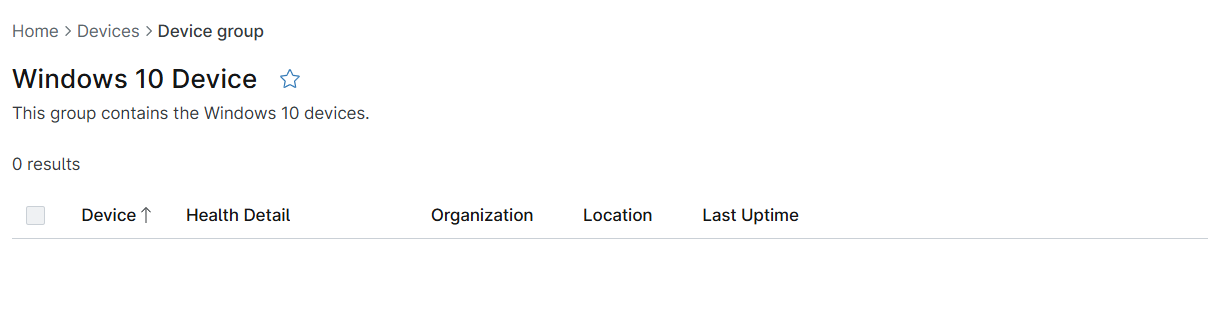 Home > Devices > Device group
Windows 10 Device
This group contains the Windows 10 devices.
0 results
Device ↑ Health Detail Organization Location Last Uptime